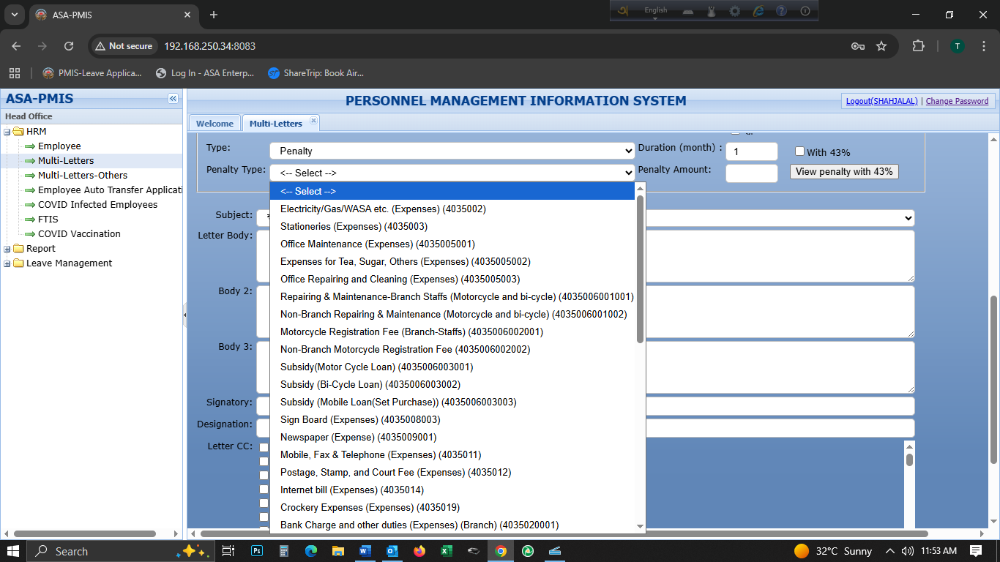 ASA-PMIS
English
Not secure 192.168.250.34:8083
T
PMIS-Leave Applica...
Log In - ASA Enterp...
ShareTrip: Book Air...
ASA-PMIS
Head Office
HRM
Employee
Multi-Letters
Multi-Letters-Others
Employee Auto Transfer Applicati
COVID Infected Employees
FTIS
COVID Vaccination
Report
Leave Management
PERSONNEL MANAGEMENT INFORMATION SYSTEM
Logout(SHAHJALAL) | Change Password
Welcome
Multi-Letters
Type: Penalty Duration (month) : 1 With 43%
Penalty Type: <-- Select --> Penalty Amount: View penalty with 43%
<-- Select -->
Electricity/Gas/WASA etc. (Expenses) (4035002)
Stationeries (Expenses) (4035003)
Office Maintenance (Expenses) (4035005001)
Expenses for Tea, Sugar, Others (Expenses) (4035005002)
Office Repairing and Cleaning (Expenses) (4035005003)
Repairing & Maintenance-Branch Staffs (Motorcycle and bi-cycle) (4035006001001)
Non-Branch Repairing & Maintenance (Motorcycle and bi-cycle) (4035006001002)
Motorcycle Registration Fee (Branch-Staffs) (4035006002001)
Non-Branch Motorcycle Registration Fee (4035006002002)
Subsidy(Motor Cycle Loan) (4035006003001)
Subsidy (Bi-Cycle Loan) (4035006003002)
Subsidy (Mobile Loan(Set Purchase)) (4035006003003)
Sign Board (Expenses) (4035008003)
Newspaper (Expense) (4035009001)
Mobile, Fax & Telephone (Expenses) (4035011)
Postage, Stamp, and Court Fee (Expenses) (4035012)
Internet bill (Expenses) (4035014)
Crockery Expenses (Expenses) (4035019)
Bank Charge and other duties (Expenses) (Branch) (4035020001)
Subject:
Letter Body:
Body 2:
Body 3:
Signatory:
Designation:
Letter CC:
Search
Ps
32°C Sunny
11:53 AM